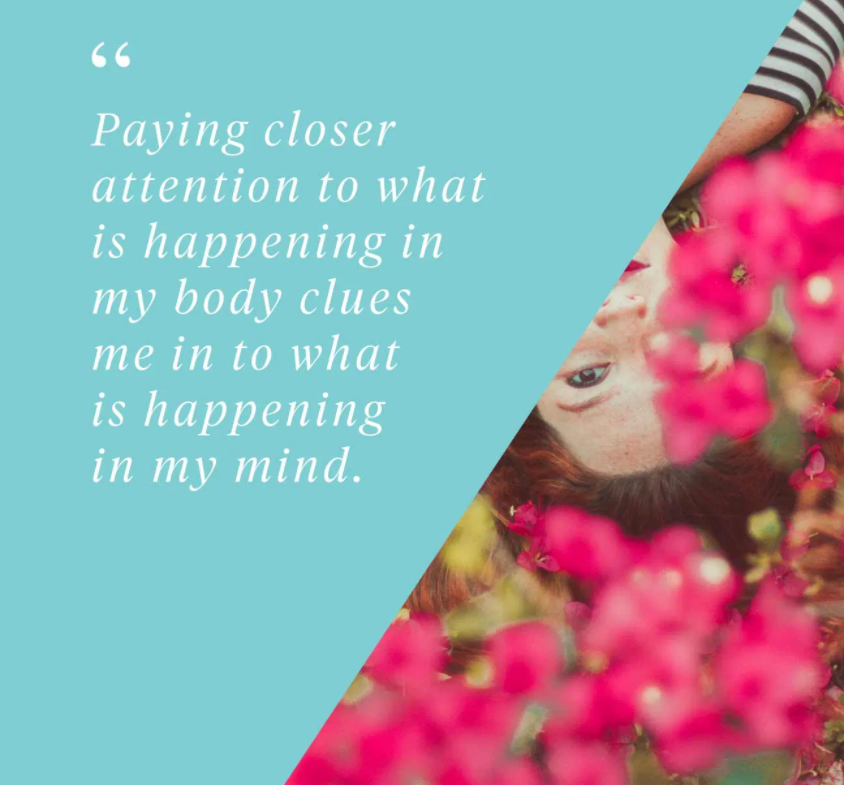 “
Paying closer
attention to what
is happening in
my body clues
me in to what
is happening
in my mind.